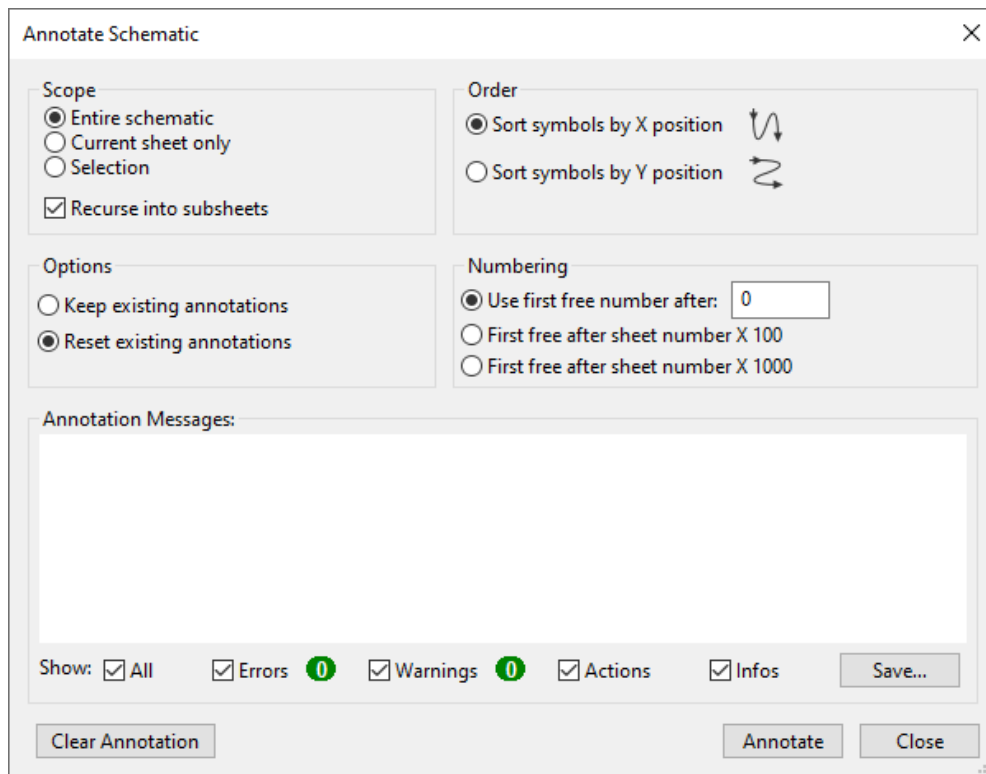 Annotate Schematic
Scope
Entire schematic
Current sheet only
Selection
Recurse into subsheets
Order
Sort symbols by X position
Sort symbols by Y position
Options
Keep existing annotations
Reset existing annotations
Numbering
Use first free number after: 0
First free after sheet number X 100
First free after sheet number X 1000
Annotation Messages:
Show: All Errors 0 Warnings 0 Actions Infos Save...
Clear Annotation Annotate Close